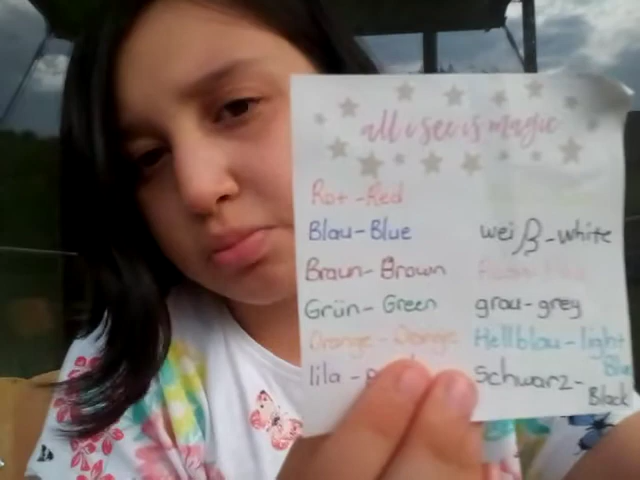 all i see is magic
Rot-Red
Blau-Blue
Braun-Brown
Grün-Green
Orange-Orange
lila-
weiß-white
grau-grey
Hellblau-light
Blue
Schwarz-
Black